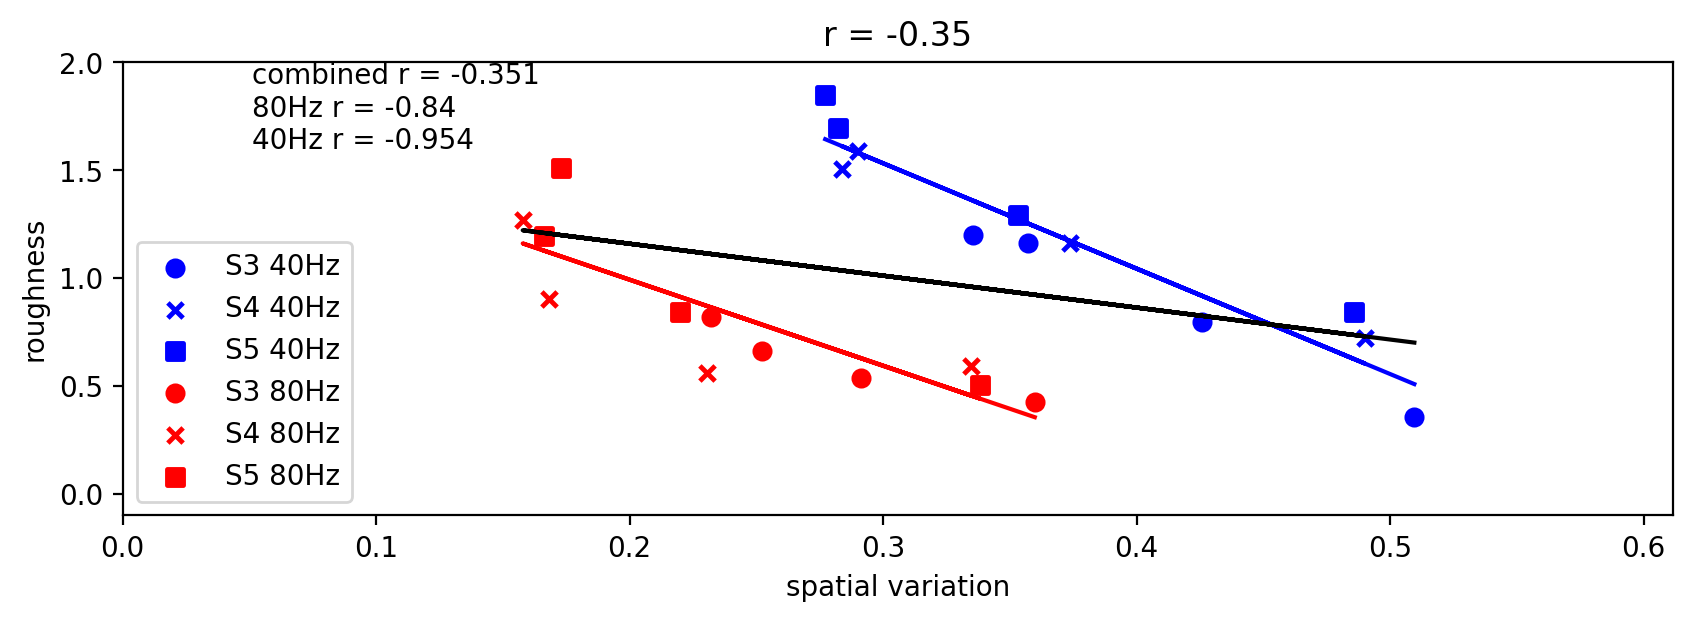 r = -0.35
combined r = -0.351
80Hz r = -0.84
40Hz r = -0.954
2.0
1.5
1.0
0.5
0.0
roughness
S3 40Hz
S4 40Hz
S5 40Hz
S3 80Hz
S4 80Hz
S5 80Hz
0.0 0.1 0.2 0.3 0.4 0.5 0.6
spatial variation